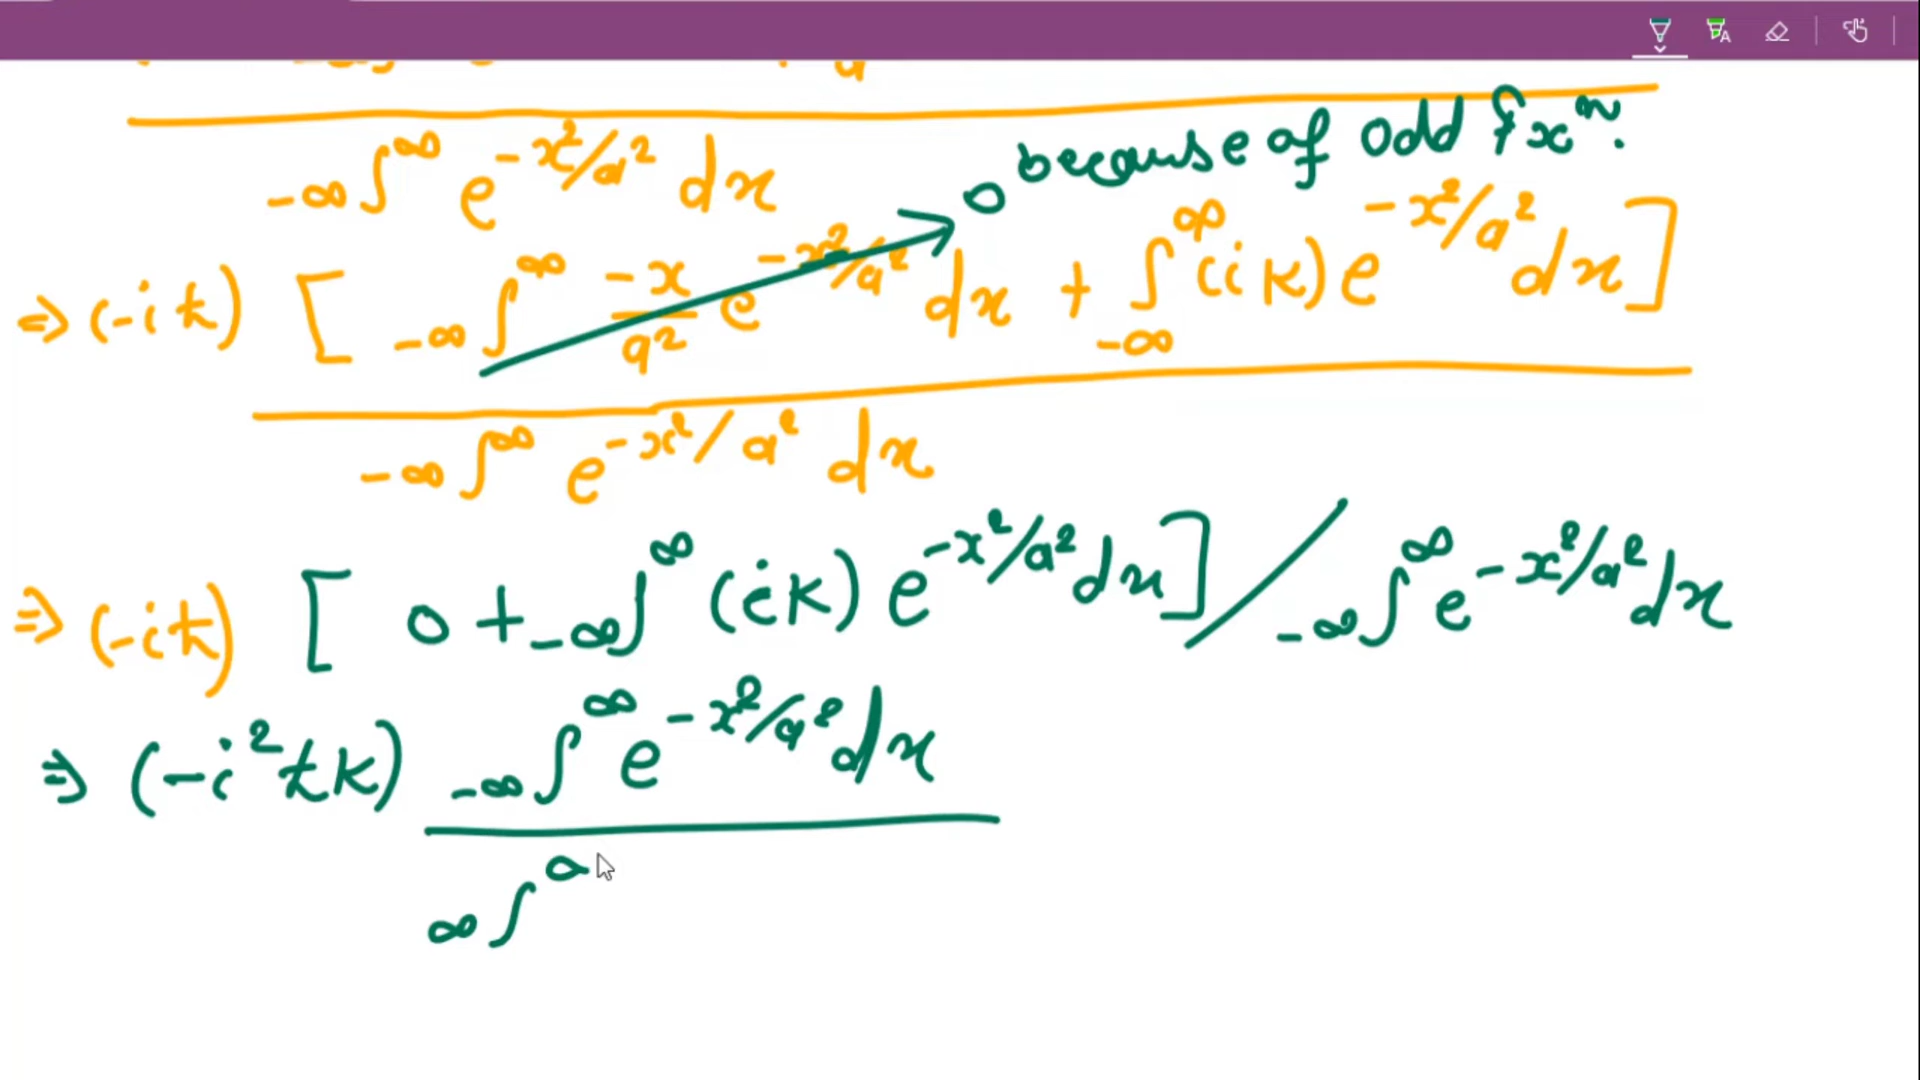 -∞∫^∞ e^{-x²/a²} dx
0 because of odd fxⁿ.
⇒ (-iħ) [ -∞∫^∞ -x/a² e^{-x²/a²} dx + ∫_{-∞}^∞ (ik) e^{-x²/a²} dx ]
-∞∫^∞ e^{-x²/a²} dx
⇒ (-iħ) [ 0 + -∞∫^∞ (ik) e^{-x²/a²} dx ] / -∞∫^∞ e^{-x²/a²} dx
⇒ (-i²ħk) -∞∫^∞ e^{-x²/a²} dx
∞∫^∞